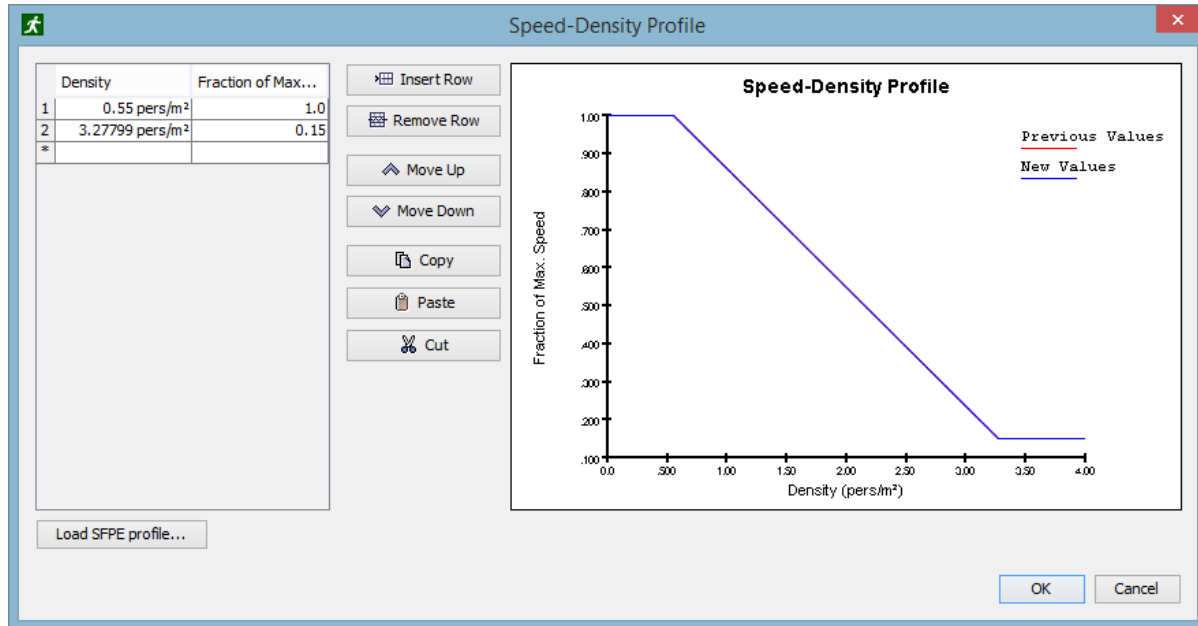 Speed-Density Profile
Density Fraction of Max...
1 0.55 pers/m² 1.0
2 3.27799 pers/m² 0.15
*
Insert Row
Remove Row
Move Up
Move Down
Copy
Paste
Cut
Load SFPE profile...
Speed-Density Profile
Previous Values
New Values
Fraction of Max. Speed
1.00
.900
.800
.700
.600
.500
.400
.300
.200
.100
0.0 .500 1.00 1.50 2.00 2.50 3.00 3.50 4.00
Density (pers/m²)
OK Cancel